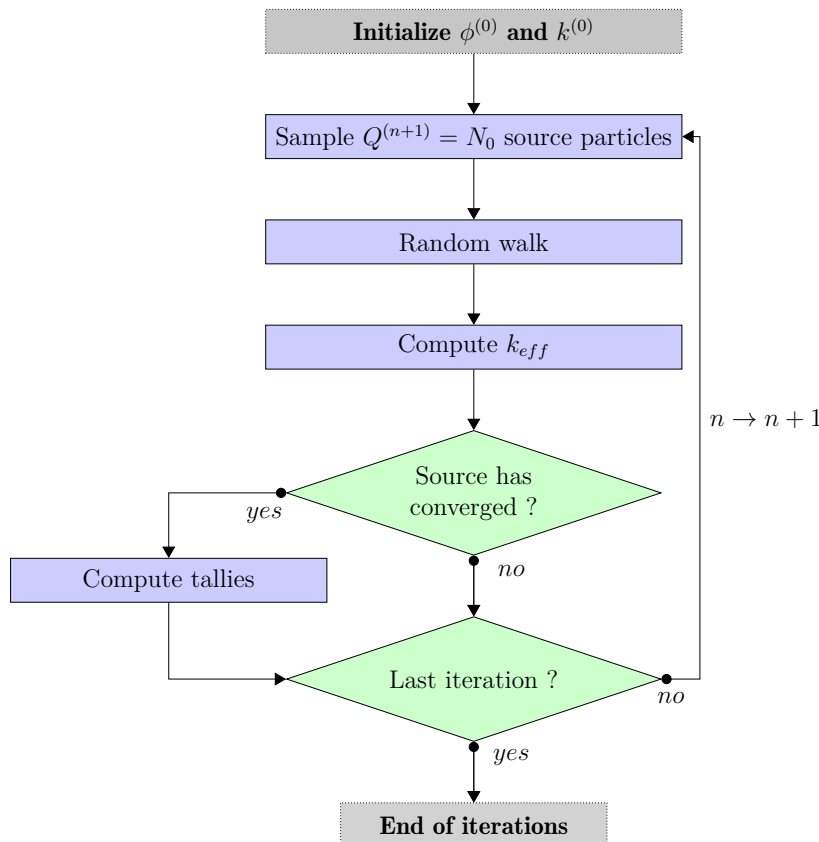 Initialize ϕ^(0) and k^(0)
Sample Q^(n+1) = N_0 source particles
Random walk
Compute k_eff
n → n + 1
Source has
converged ?
yes
no
Compute tallies
Last iteration ?
no
yes
End of iterations